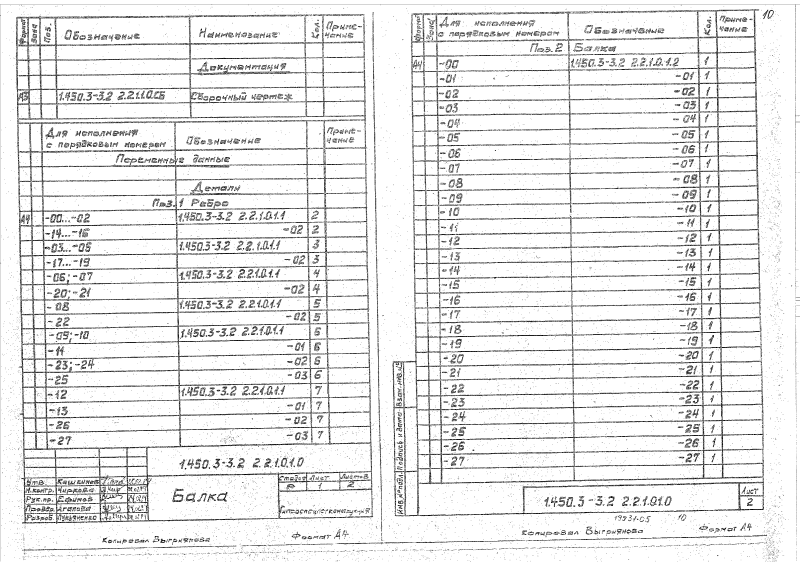 Формат Зона Поз. Обозначение Наименование Кол. Приме-чание
Документация
А3 1.450.3-3.2 2.2.1.0.СБ Сборочный чертеж
Для исполнения с порядковым номером Обозначение Приме-чание
Переменные данные
Детали
Поз. 1 Ребро
А4 -00...-02 1.450.3-3.2 2.2.1.0.1.1 2
-14...-16 -02 2
-03...-05 1.450.3-3.2 2.2.1.0.1.1 3
-17...-19 -02 3
-06;-07 1.450.3-3.2 2.2.1.0.1.1 4
-20;-21 -02 4
-08 1.450.3-3.2 2.2.1.0.1.1 5
-22 -02 5
-09;-10 1.450.3-3.2 2.2.1.0.1.1 6
-11 -01 6
-23;-24 -02 6
-25 -03 6
-12 1.450.3-3.2 2.2.1.0.1.1 7
-13 -01 7
-26 -02 7
-27 -03 7
1.450.3-3.2 2.2.1.0.1.0
Утв.
Н.контр.
Рук.пр. Ефимов
Провер. Агапова
Разраб. Лукьяненко
Балка
Стадия Лист Листов
Р 1 2
Копировал Выгриянова Формат А4
10
Формат Зона Для исполнения с порядковым номером Обозначение Кол. Приме-чание
Поз. 2 Балка
А4 -00 1.450.3-3.2 2.2.1.0.1.2 1
-01 -01 1
-02 -02 1
-03 -03 1
-04 -04 1
-05 -05 1
-06 -06 1
-07 -07 1
-08 -08 1
-09 -09 1
-10 -10 1
-11 -11 1
-12 -12 1
-13 -13 1
-14 -14 1
-15 -15 1
-16 -16 1
-17 -17 1
-18 -18 1
-19 -19 1
-20 -20 1
-21 -21 1
-22 -22 1
-23 -23 1
-24 -24 1
-25 -25 1
-26 -26 1
-27 -27 1
Инв.№ подл. Подпись и дата Взам.инв.№
1.450.3-3.2 2.2.1.0.1.0
Лист
2
19931-05 10
Копировал Выгриянова Формат А4